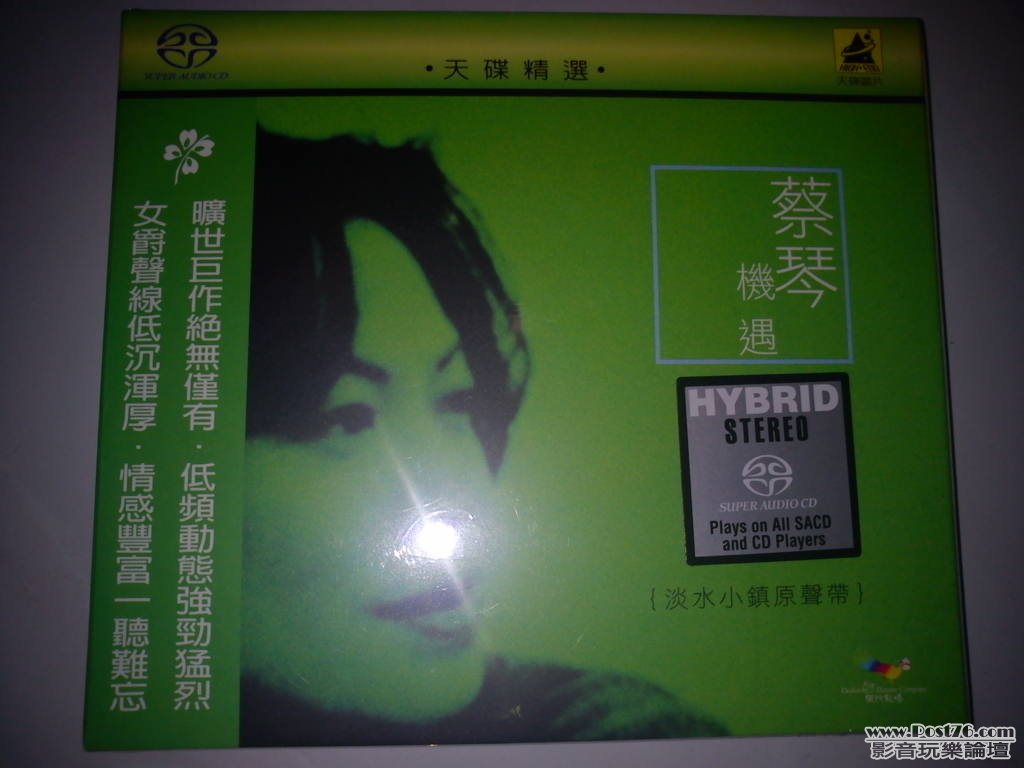 SUPER AUDIO CD
·天碟精選·
天碟唱片
曠世巨作絕無僅有·低頻動態強勁猛烈
女爵聲線低沉渾厚·情感豐富一聽難忘
蔡琴
機遇
HYBRID
STEREO
SUPER AUDIO CD
Plays on All SACD
and CD Players
{淡水小鎮原聲帶}
www.Post76.com
影音玩樂論壇